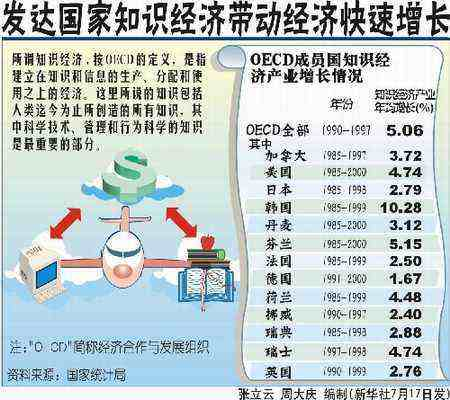 发达国家知识经济带动经济快速增长
所谓知识经济，按OECD的定义，是指
建立在知识和信息的生产、分配和使
用之上的经济。这里所说的知识包括
人类迄今为止所创造的所有知识，其
中科学技术、管理和行为科学的知识
是最重要的部分。
$
注："O CD"简称经济合作与发展组织
资料来源：国家统计局
OECD成员国知识经
济产业增长情况
年份 知识经济产业
年均增长(%)
OECD全部 1990-1997 5.06
其中
加拿大 1985-1997 3.72
美国 1985-2000 4.74
日本 1985-1998 2.79
韩国 1985-1999 10.28
丹麦 1985-2000 3.12
芬兰 1985-2000 5.15
法国 1985-1999 2.50
德国 1991-2000 1.67
荷兰 1985-1999 4.48
挪威 1990-1997 2.40
瑞典 1985-1998 2.88
瑞士 1997-1998 4.74
英国 1990-1999 2.76
张立云 周大庆 编制(新华社7月17日发)